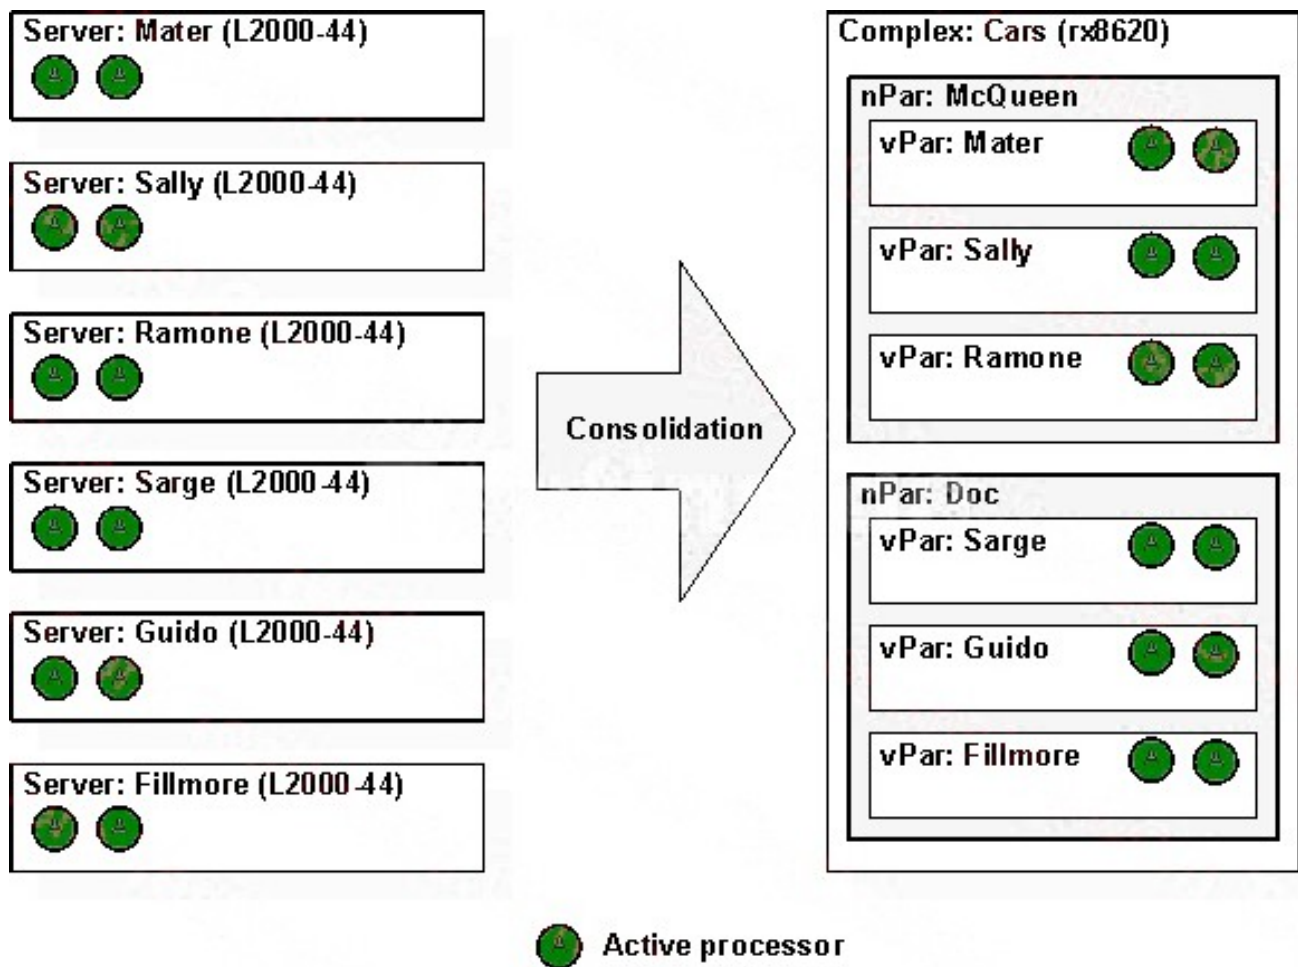 Server: Mater (L2000-44)
Server: Sally (L2000-44)
Server: Ramone (L2000-44)
Server: Sarge (L2000-44)
Server: Guido (L2000-44)
Server: Fillmore (L2000-44)
Consolidation
Complex: Cars (rx8620)
nPar: McQueen
vPar: Mater
vPar: Sally
vPar: Ramone
nPar: Doc
vPar: Sarge
vPar: Guido
vPar: Fillmore
Active processor